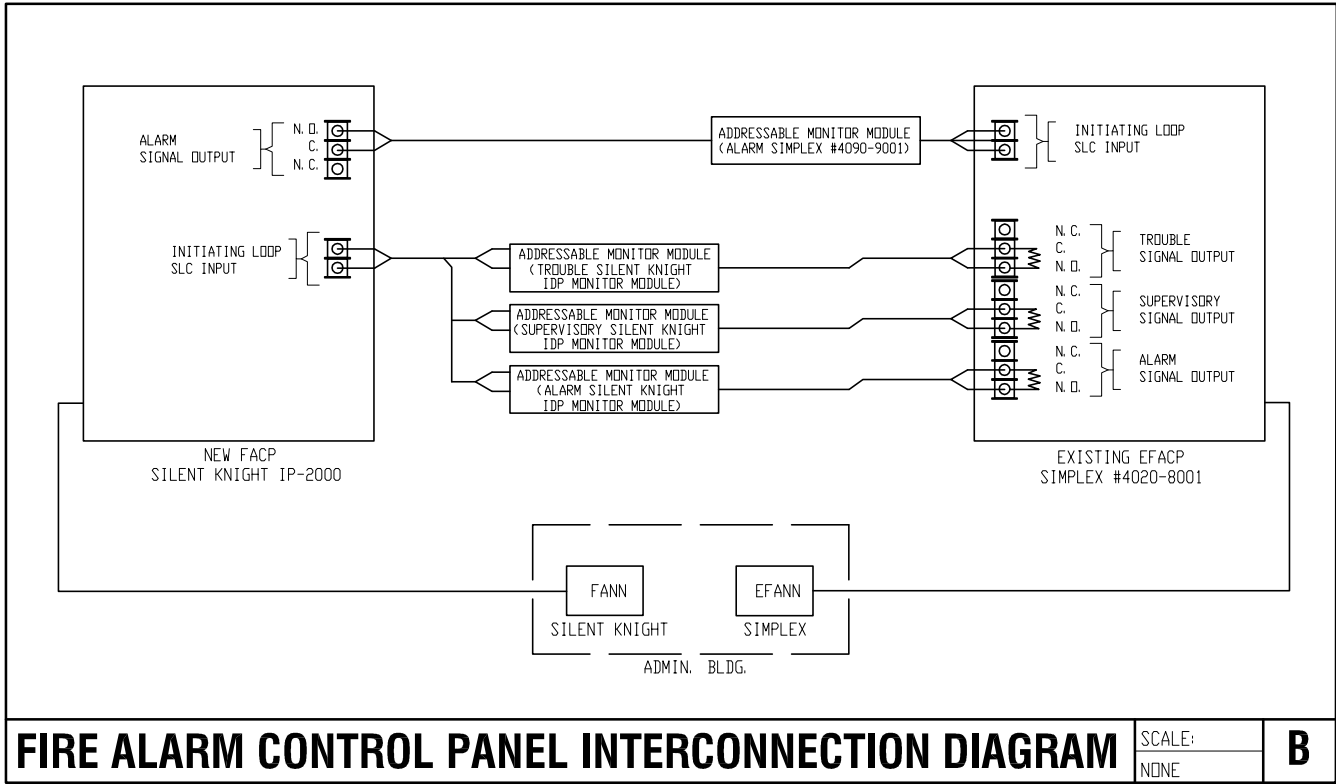 ALARM
SIGNAL OUTPUT
N. O.
C.
N. C.
ADDRESSABLE MONITOR MODULE
(ALARM SIMPLEX #4090-9001)
INITIATING LOOP
SLC INPUT
INITIATING LOOP
SLC INPUT
ADDRESSABLE MONITOR MODULE
(TROUBLE SILENT KNIGHT
IDP MONITOR MODULE)
N. C.
C.
N. O.
TROUBLE
SIGNAL OUTPUT
ADDRESSABLE MONITOR MODULE
(SUPERVISORY SILENT KNIGHT
IDP MONITOR MODULE)
N. C.
C.
N. O.
SUPERVISORY
SIGNAL OUTPUT
ADDRESSABLE MONITOR MODULE
(ALARM SILENT KNIGHT
IDP MONITOR MODULE)
N. C.
C.
N. O.
ALARM
SIGNAL OUTPUT
NEW FACP
SILENT KNIGHT IP-2000
EXISTING EFACP
SIMPLEX #4020-8001
FANN
SILENT KNIGHT
EFANN
SIMPLEX
ADMIN. BLDG.
FIRE ALARM CONTROL PANEL INTERCONNECTION DIAGRAM
SCALE:
NONE
B